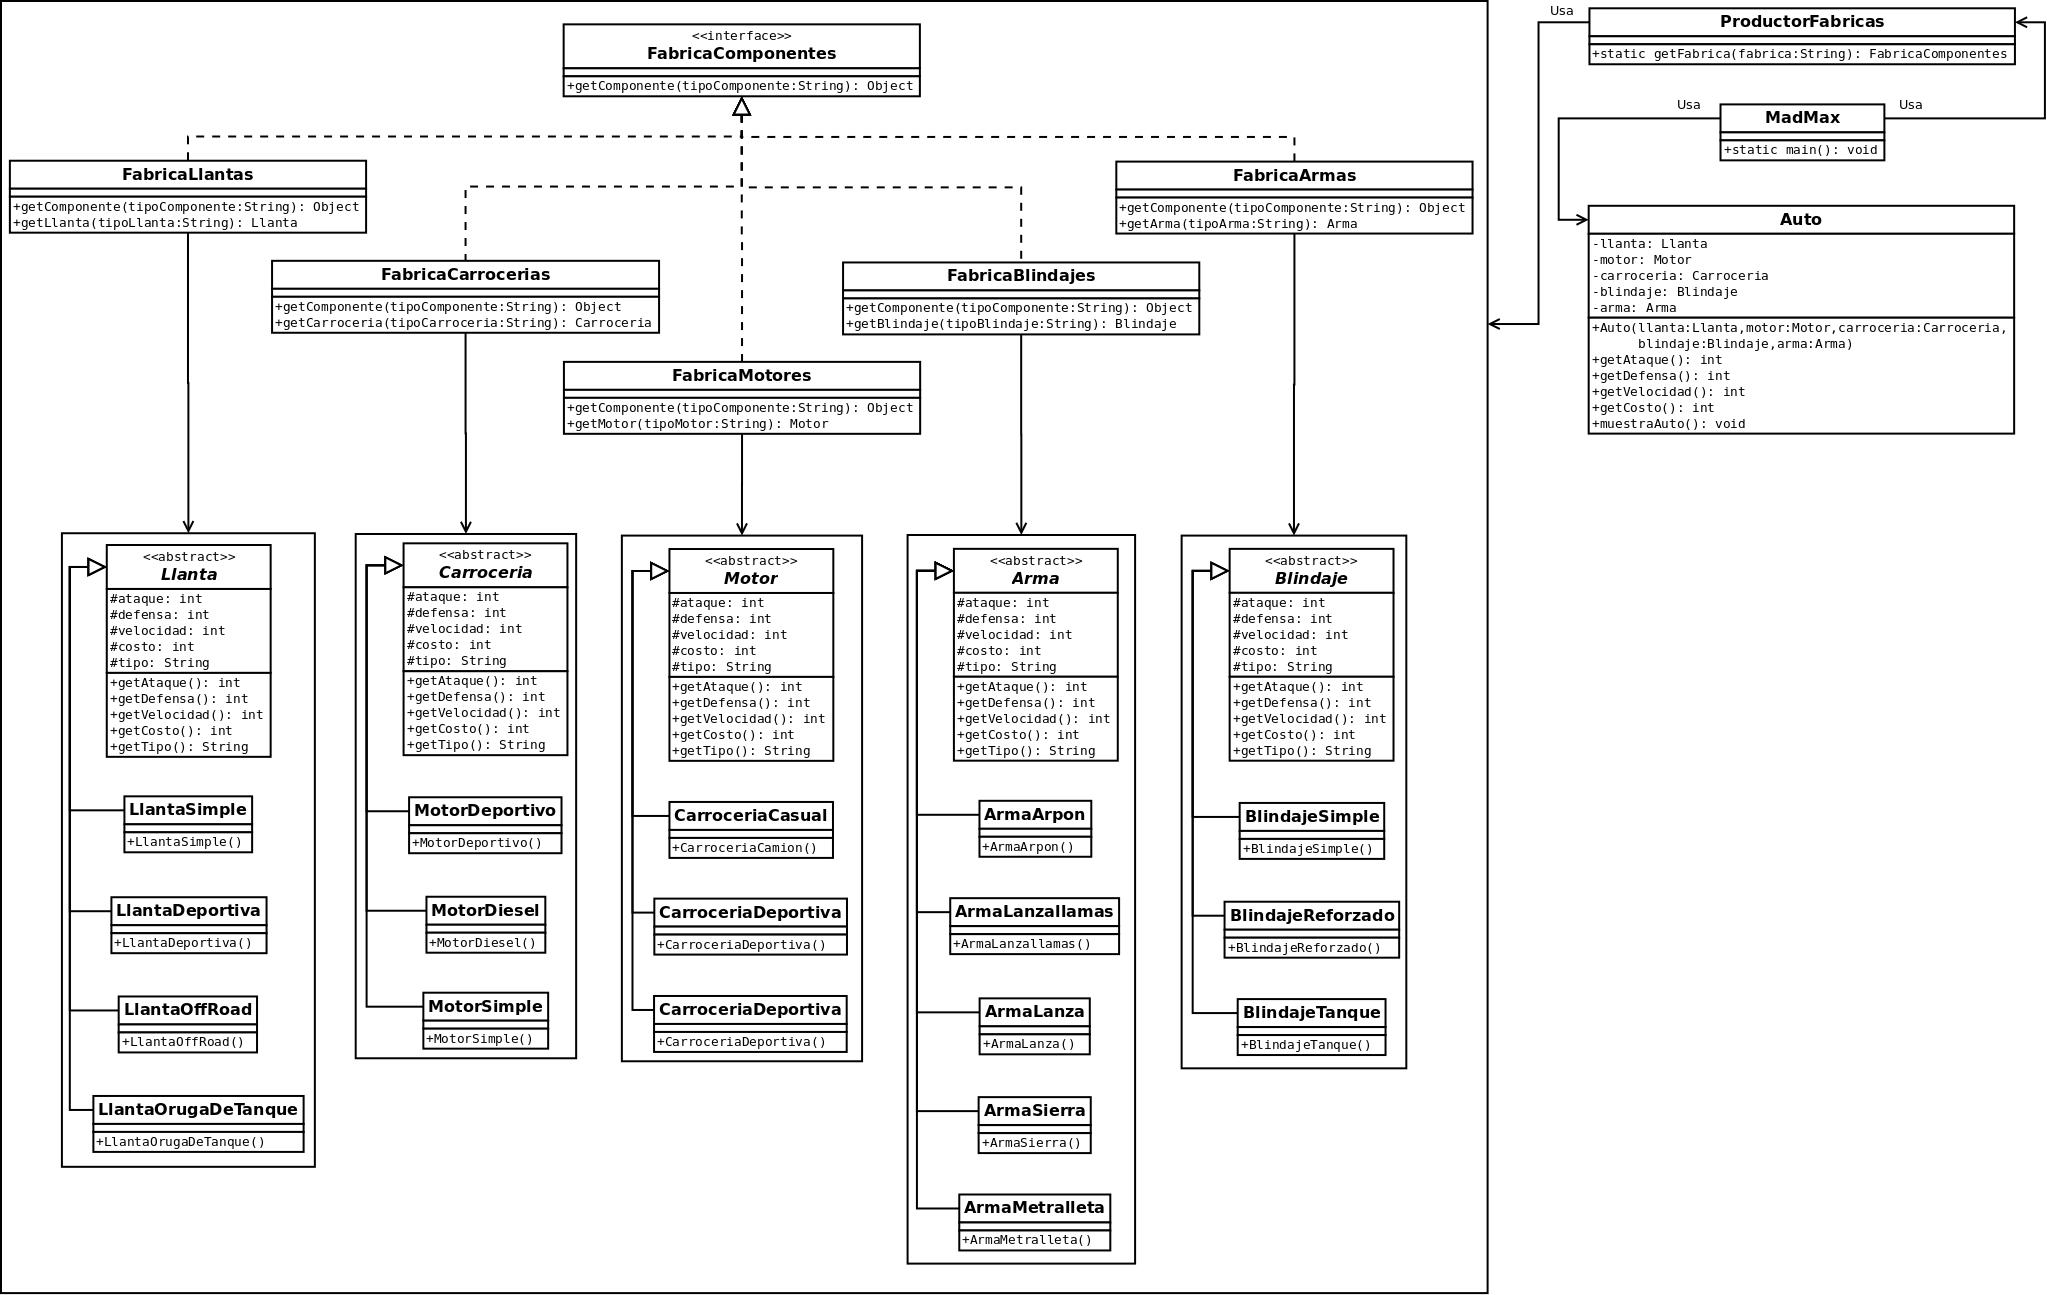 <<interface>>
FabricaComponentes
+getComponente(tipoComponente:String): Object
Usa
ProductorFabricas
+static getFabrica(fabrica:String): FabricaComponentes
Usa
MadMax
Usa
+static main(): void
FabricaLlantas
+getComponente(tipoComponente:String): Object
+getLlanta(tipoLlanta:String): Llanta
FabricaArmas
+getComponente(tipoComponente:String): Object
+getArma(tipoArma:String): Arma
FabricaCarrocerias
+getComponente(tipoComponente:String): Object
+getCarroceria(tipoCarroceria:String): Carroceria
FabricaBlindajes
+getComponente(tipoComponente:String): Object
+getBlindaje(tipoBlindaje:String): Blindaje
FabricaMotores
+getComponente(tipoComponente:String): Object
+getMotor(tipoMotor:String): Motor
Auto
-llanta: Llanta
-motor: Motor
-carroceria: Carroceria
-blindaje: Blindaje
-arma: Arma
+Auto(llanta:Llanta,motor:Motor,carroceria:Carroceria,
blindaje:Blindaje,arma:Arma)
+getAtaque(): int
+getDefensa(): int
+getVelocidad(): int
+getCosto(): int
+muestraAuto(): void
<<abstract>>
Llanta
#ataque: int
#defensa: int
#velocidad: int
#costo: int
#tipo: String
+getAtaque(): int
+getDefensa(): int
+getVelocidad(): int
+getCosto(): int
+getTipo(): String
LlantaSimple
+LlantaSimple()
LlantaDeportiva
+LlantaDeportiva()
LlantaOffRoad
+LlantaOffRoad()
LlantaOrugaDeTanque
+LlantaOrugaDeTanque()
<<abstract>>
Carroceria
#ataque: int
#defensa: int
#velocidad: int
#costo: int
#tipo: String
+getAtaque(): int
+getDefensa(): int
+getVelocidad(): int
+getCosto(): int
+getTipo(): String
MotorDeportivo
+MotorDeportivo()
MotorDiesel
+MotorDiesel()
MotorSimple
+MotorSimple()
<<abstract>>
Motor
#ataque: int
#defensa: int
#velocidad: int
#costo: int
#tipo: String
+getAtaque(): int
+getDefensa(): int
+getVelocidad(): int
+getCosto(): int
+getTipo(): String
CarroceriaCasual
+CarroceriaCamion()
CarroceriaDeportiva
+CarroceriaDeportiva()
CarroceriaDeportiva
+CarroceriaDeportiva()
<<abstract>>
Arma
#ataque: int
#defensa: int
#velocidad: int
#costo: int
#tipo: String
+getAtaque(): int
+getDefensa(): int
+getVelocidad(): int
+getCosto(): int
+getTipo(): String
ArmaArpon
+ArmaArpon()
ArmaLanzallamas
+ArmaLanzallamas()
ArmaLanza
+ArmaLanza()
ArmaSierra
+ArmaSierra()
ArmaMetralleta
+ArmaMetralleta()
<<abstract>>
Blindaje
#ataque: int
#defensa: int
#velocidad: int
#costo: int
#tipo: String
+getAtaque(): int
+getDefensa(): int
+getVelocidad(): int
+getCosto(): int
+getTipo(): String
BlindajeSimple
+BlindajeSimple()
BlindajeReforzado
+BlindajeReforzado()
BlindajeTanque
+BlindajeTanque()